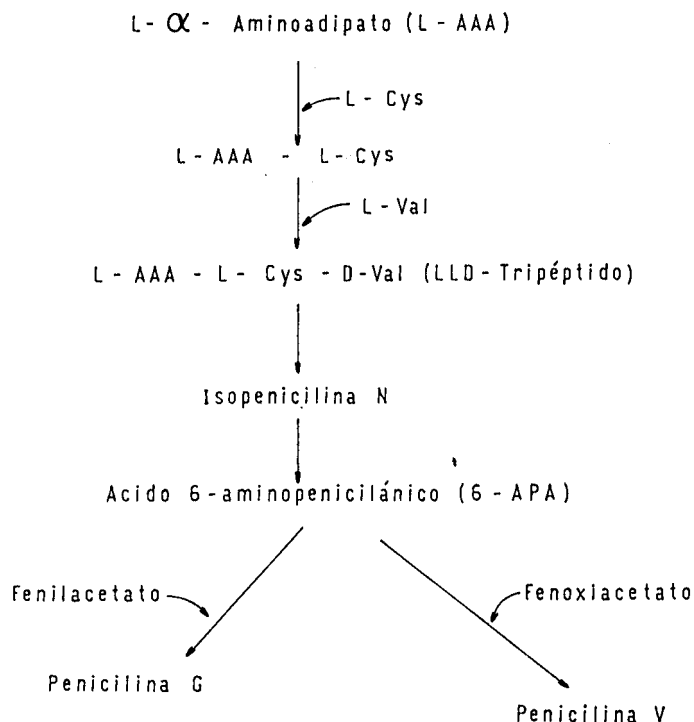 L- α - Aminoadipato (L-AAA)
L-Cys
L-AAA - L-Cys
L-Val
L-AAA - L-Cys - D-Val (LLD-Tripéptido)
Isopenicilina N
Acido 6-aminopenicilánico (6-APA)
Fenilacetato
Fenoxiacetato
Penicilina G
Penicilina V